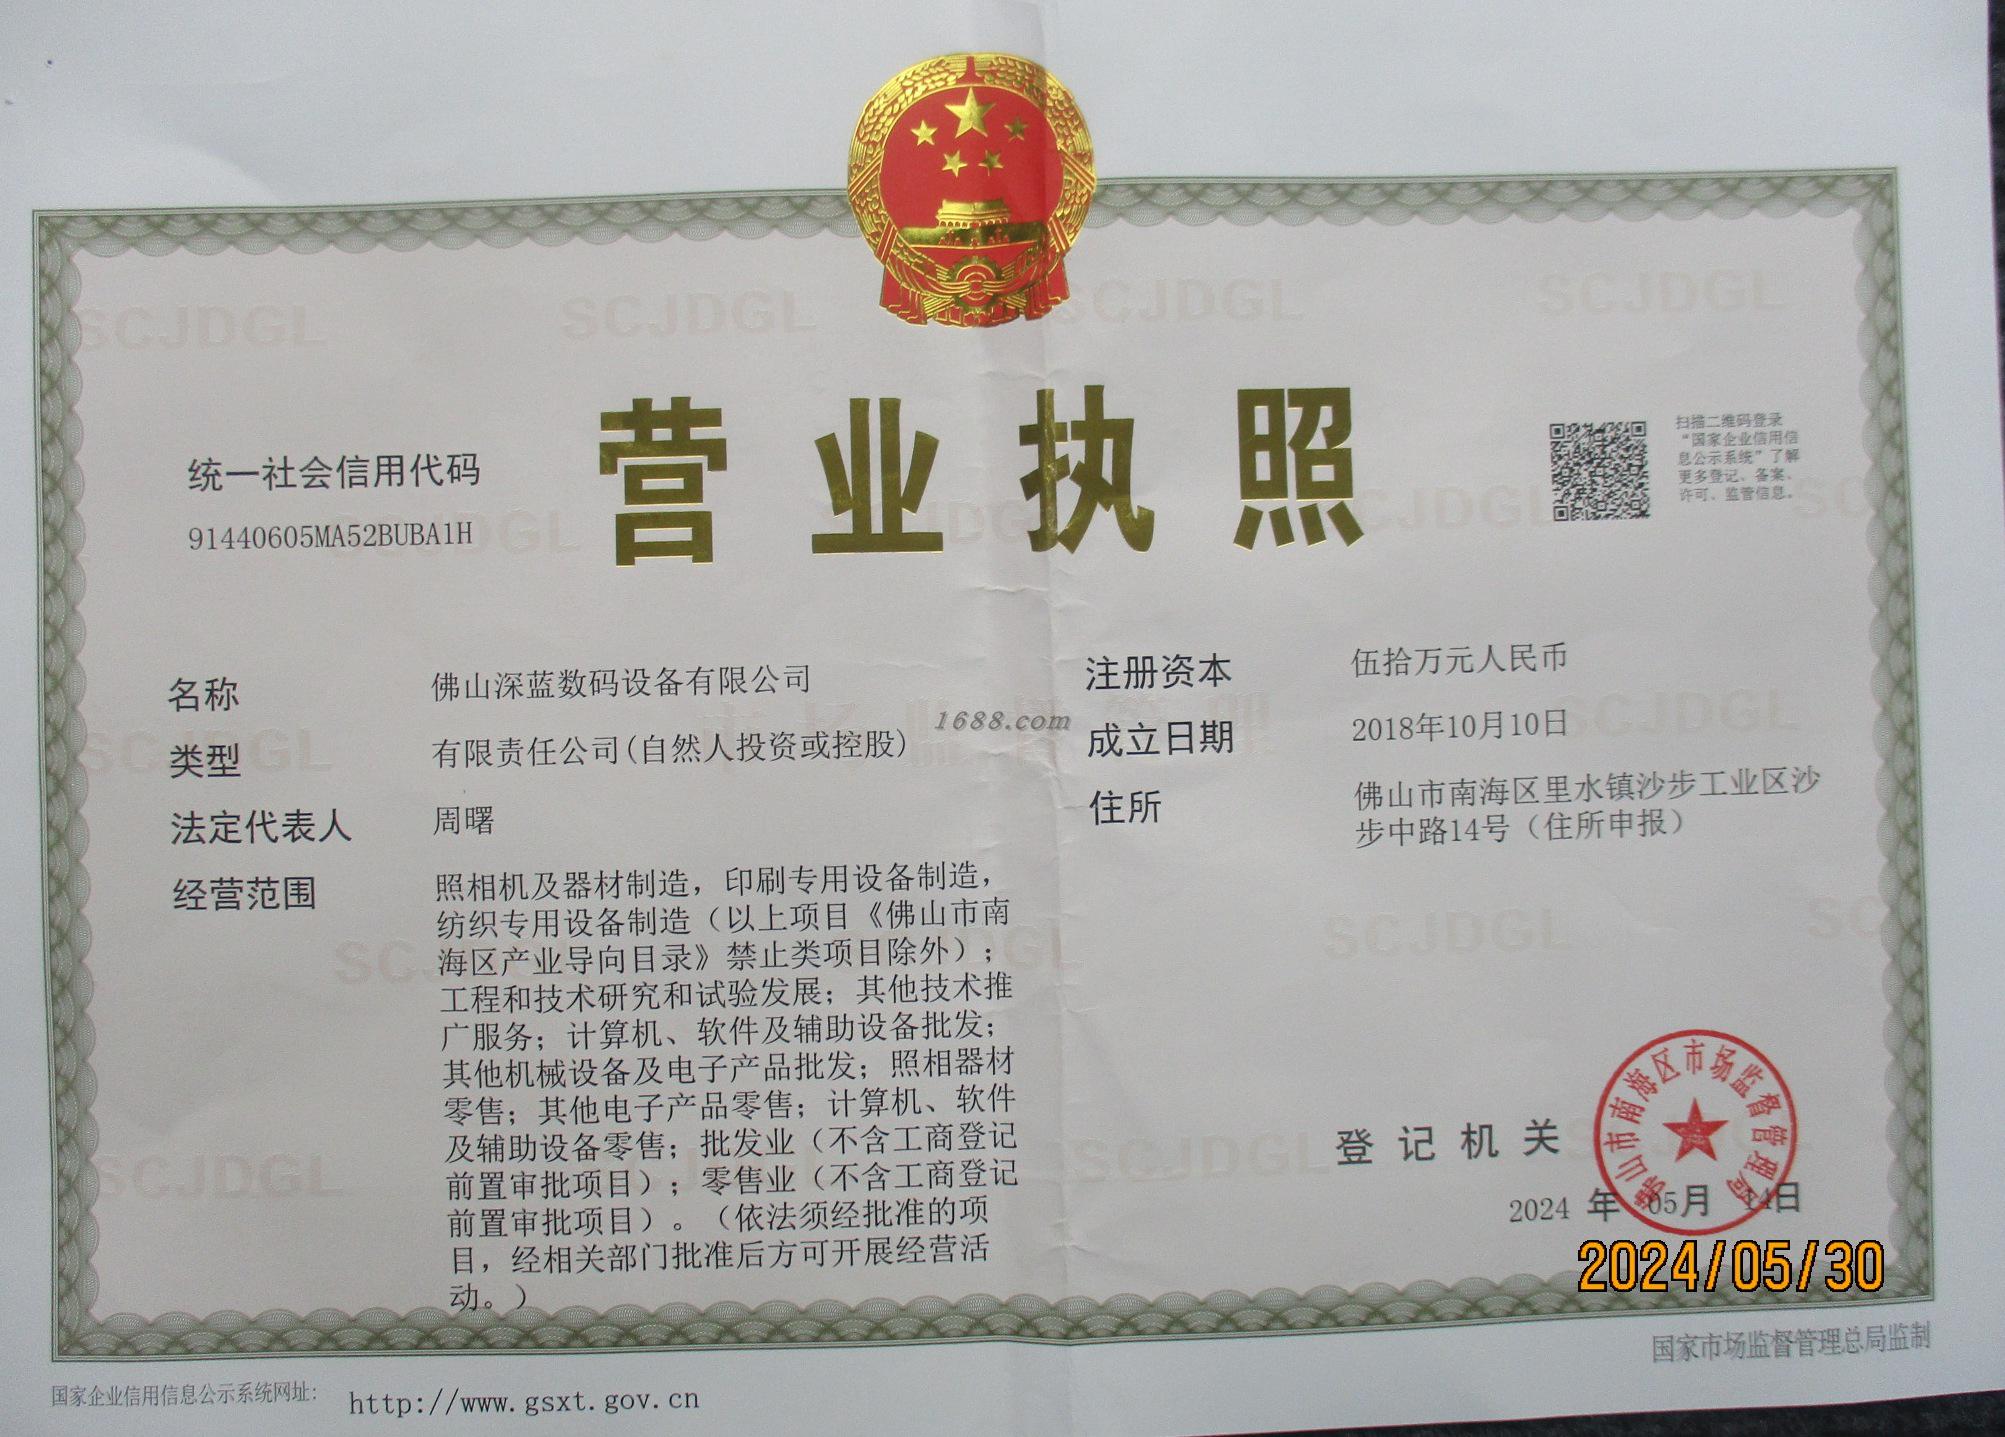 营业执照
统一社会信用代码
91440605MA52BUBA1H
扫描二维码登录
“国家企业信用信
息公示系统”了解
更多登记、备案、
许可、监管信息。
名称 佛山深蓝数码设备有限公司
类型 有限责任公司(自然人投资或控股)
法定代表人 周曙
经营范围 照相机及器材制造，印刷专用设备制造，
纺织专用设备制造（以上项目《佛山市南
海区产业导向目录》禁止类项目除外）；
工程和技术研究和试验发展；其他技术推
广服务；计算机、软件及辅助设备批发；
其他机械设备及电子产品批发；照相器材
零售；其他电子产品零售；计算机、软件
及辅助设备零售；批发业（不含工商登记
前置审批项目）；零售业（不含工商登记
前置审批项目）。（依法须经批准的项
目，经相关部门批准后方可开展经营活
动。）
注册资本 伍拾万元人民币
成立日期 2018年10月10日
住所 佛山市南海区里水镇沙步工业区沙
步中路14号（住所申报）
1688.com
登记机关
佛山市南海区市场监督管理局
2024 年 05月 14日
2024/05/30
国家企业信用信息公示系统网址： http://www.gsxt.gov.cn
国家市场监督管理总局监制
SCJDGL